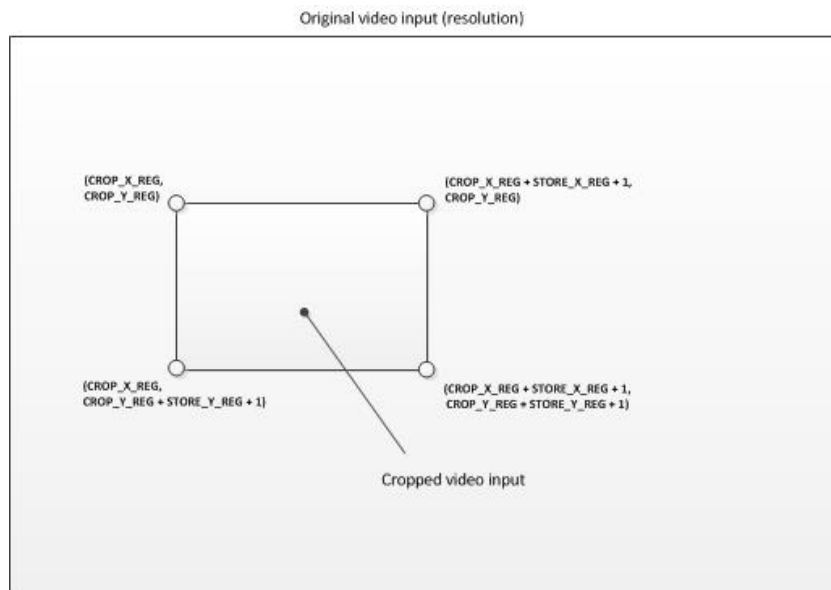 Original video input (resolution)
(CROP_X_REG,
CROP_Y_REG)
(CROP_X_REG + STORE_X_REG + 1,
CROP_Y_REG)
(CROP_X_REG,
CROP_Y_REG + STORE_Y_REG + 1)
(CROP_X_REG + STORE_X_REG + 1,
CROP_Y_REG + STORE_Y_REG + 1)
Cropped video input